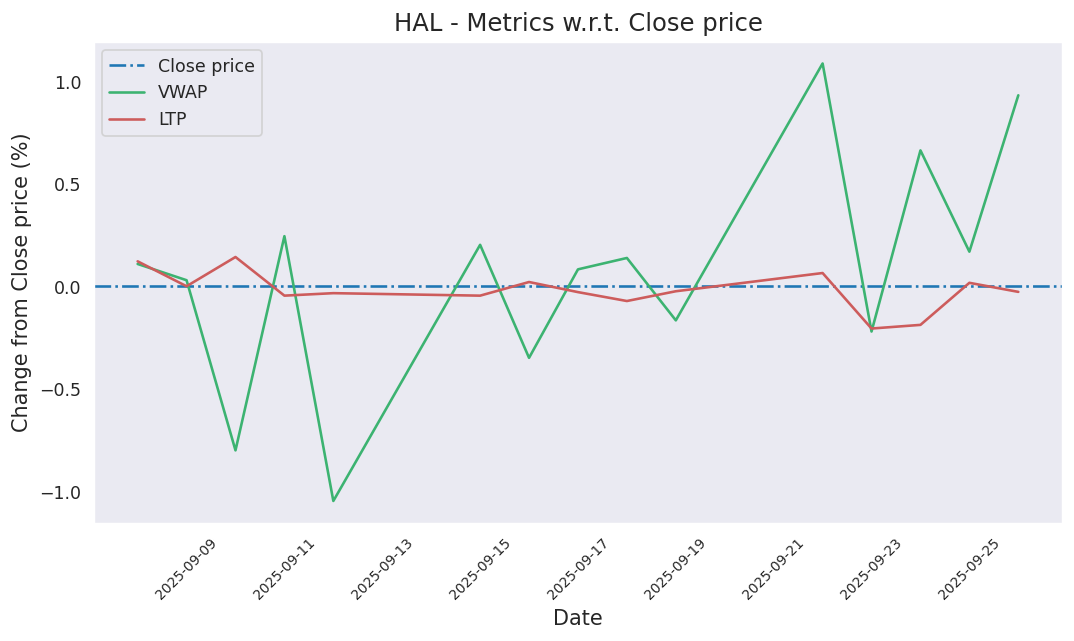 HAL - Metrics w.r.t. Close price
Close price
VWAP
LTP
Change from Close price (%)
1.0
0.5
0.0
−0.5
−1.0
2025-09-09
2025-09-11
2025-09-13
2025-09-15
2025-09-17
2025-09-19
2025-09-21
2025-09-23
2025-09-25
Date